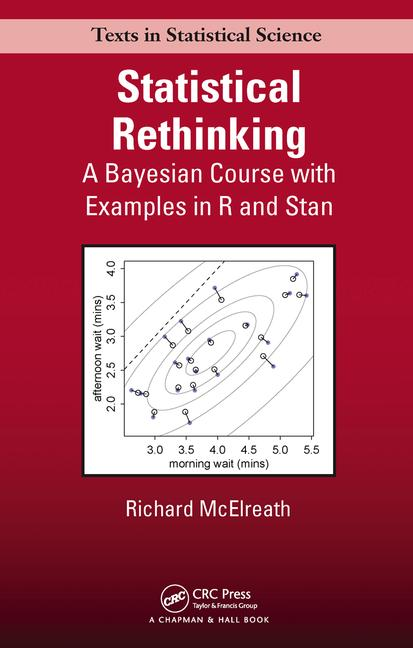 Texts in Statistical Science
Statistical
Rethinking
A Bayesian Course with
Examples in R and Stan
afternoon wait (mins)
4.0
3.5
3.0
2.5
2.0
3.0 3.5 4.0 4.5 5.0 5.5
morning wait (mins)
Richard McElreath
CRC CRC Press
Taylor & Francis Group
A CHAPMAN & HALL BOOK